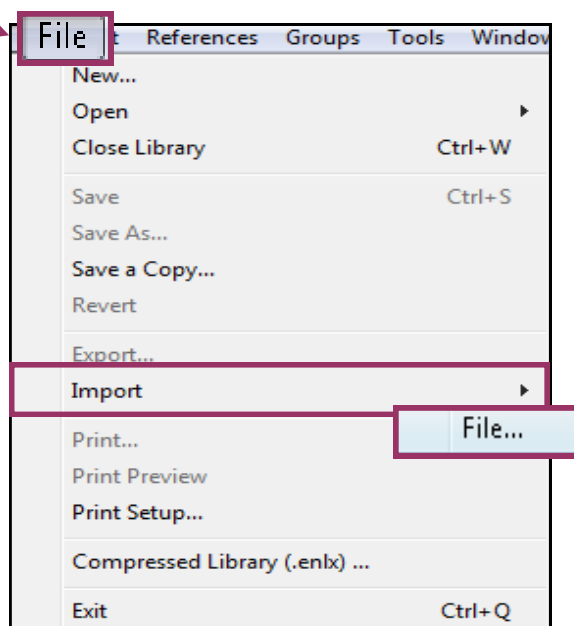 File t References Groups Tools Window
New...
Open
Close Library Ctrl+W
Save Ctrl+S
Save As...
Save a Copy...
Revert
Export...
Import
File...
Print...
Print Preview
Print Setup...
Compressed Library (.enlx) ...
Exit Ctrl+Q